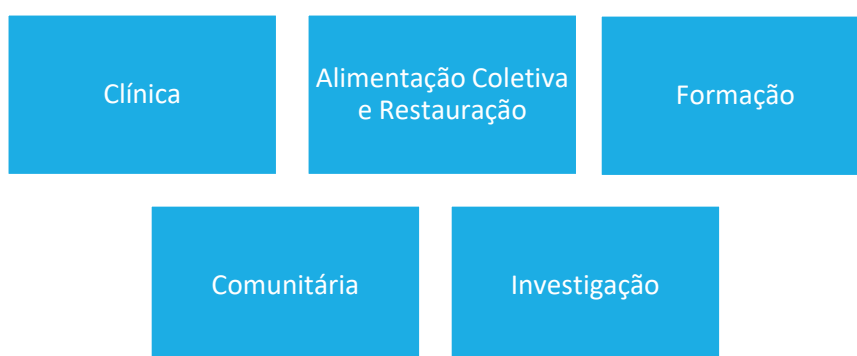 Clínica
Alimentação Coletiva
e Restauração
Formação
Comunitária
Investigação